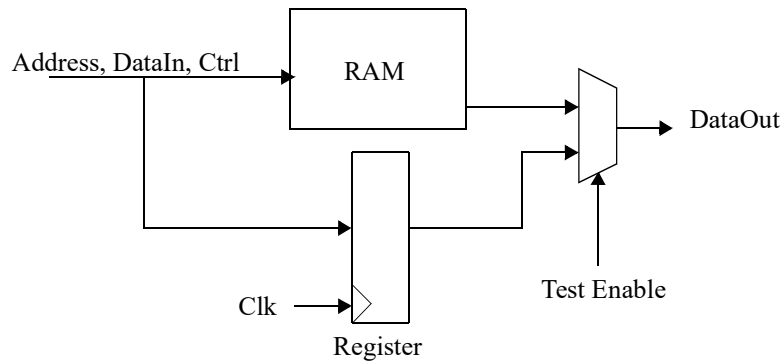 Address, DataIn, Ctrl
RAM
DataOut
Test Enable
Clk
Register